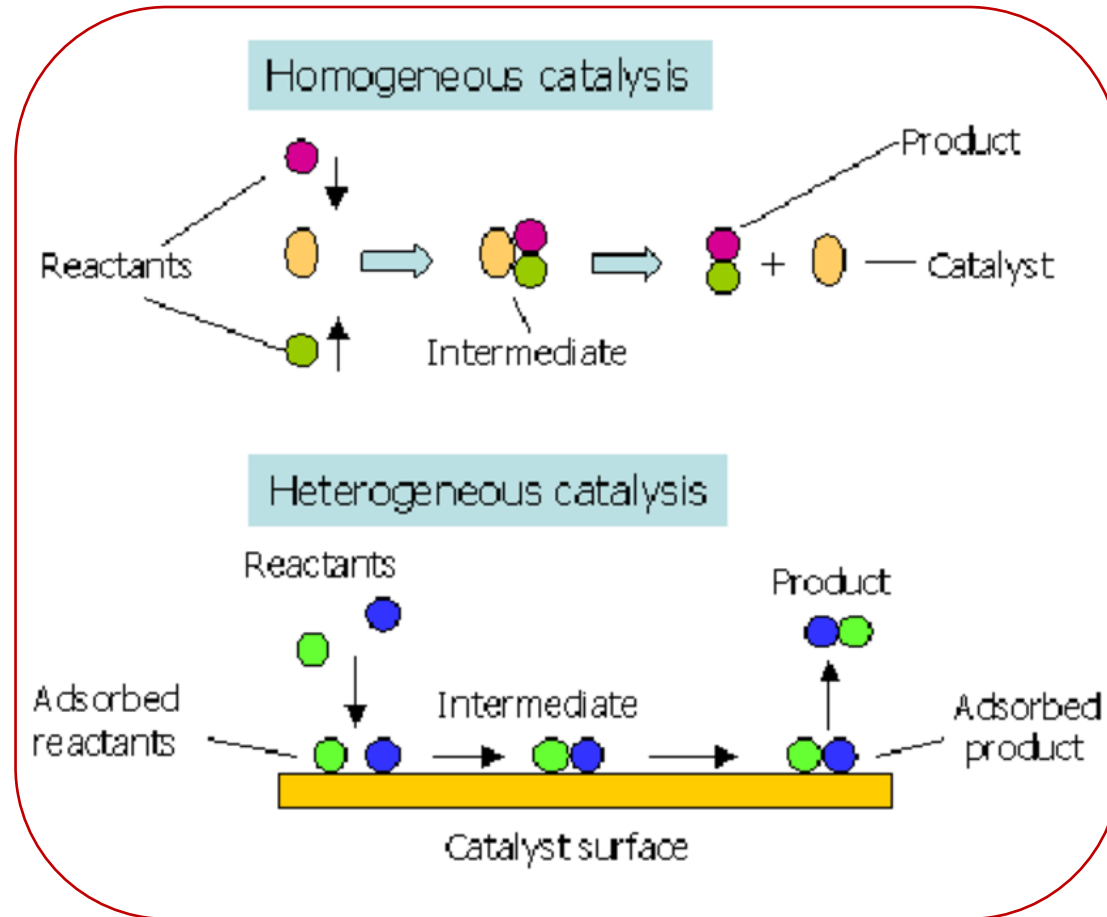 Homogeneous catalysis
Product
Reactants
+
Catalyst
Intermediate
Heterogeneous catalysis
Reactants
Product
Adsorbed
reactants
Intermediate
Adsorbed
product
Catalyst surface